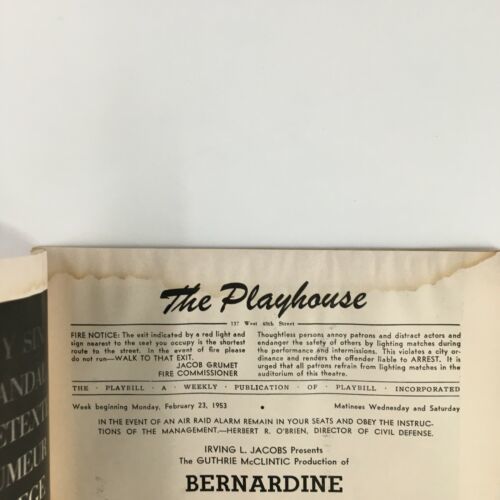 The Playhouse
137 West 48th Street
FIRE NOTICE: The exit indicated by a red light and
sign nearest to the seat you occupy is the shortest
route to the street. In the event of fire please
do not run—WALK TO THAT EXIT.
JACOB GRUMET
FIRE COMMISSIONER
Thoughtless persons annoy patrons and distract actors and
endanger the safety of others by lighting matches during
the performance and intermissions. This violates a city or-
dinance and renders the offender liable to ARREST. It is
urged that all patrons refrain from lighting matches in the
auditorium of this theatre.
THE · PLAYBILL · A · WEEKLY · PUBLICATION · OF · PLAYBILL · INCORPORATED
Week beginning Monday, February 23, 1953 • Matinees Wednesday and Saturday
IN THE EVENT OF AN AIR RAID ALARM REMAIN IN YOUR SEATS AND OBEY THE INSTRUC-
TIONS OF THE MANAGEMENT.—HERBERT R. O'BRIEN, DIRECTOR OF CIVIL DEFENSE.
IRVING L. JACOBS Presents
The GUTHRIE McCLINTIC Production of
BERNARDINE